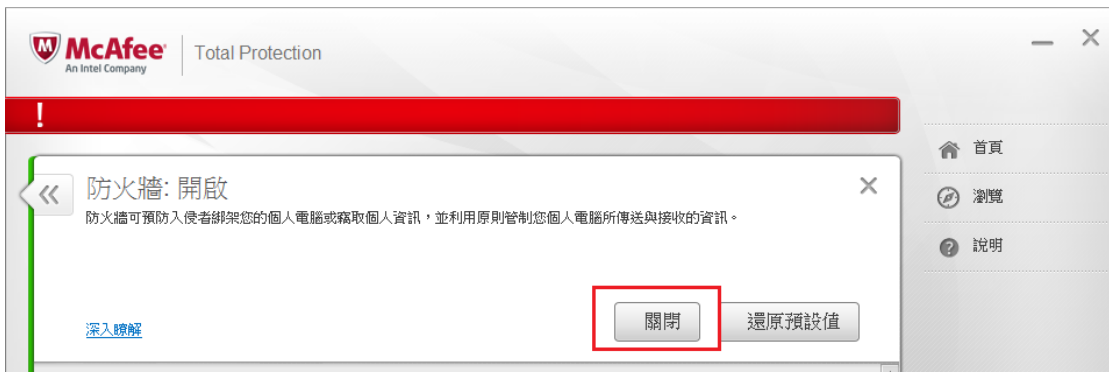 McAfee
An Intel Company
Total Protection
!
首頁
瀏覽
說明
防火牆: 開啟
防火牆可預防入侵者綁架您的個人電腦或竊取個人資訊,並利用原則管制您個人電腦所傳送與接收的資訊。
深入瞭解
關閉
還原預設值